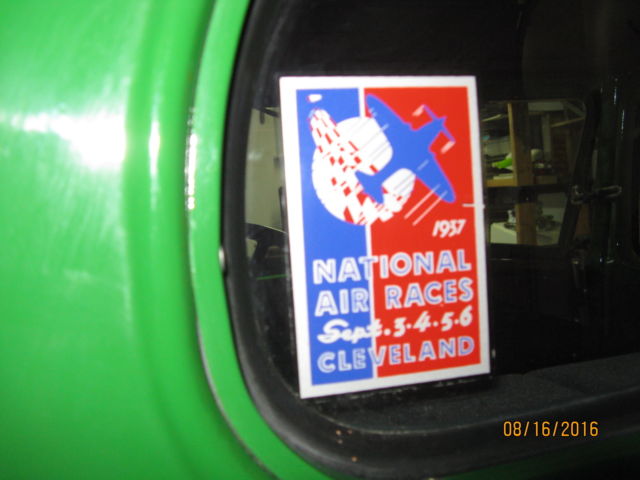 1937
NATIONAL
AIR RACES
Sept. 3·4·5·6
CLEVELAND
08/16/2016